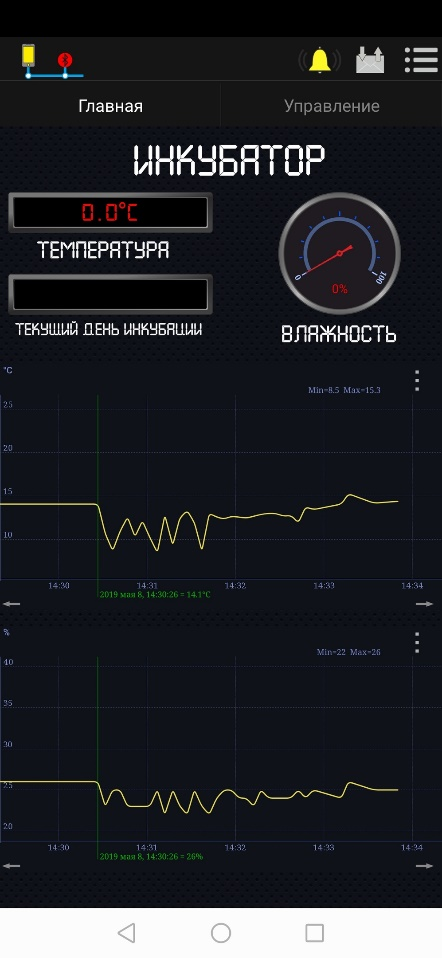 Главная
Управление
ИНКУБАТОР
0.0°C
ТЕМПЕРАТУРА
ТЕКУЩИЙ ДЕНЬ ИНКУБАЦИИ
0
100
0%
ВЛАЖНОСТЬ
°C
Min=8.5 Max=15.3
25
20
15
10
14:30
14:31
14:32
14:33
14:34
2019 мая 8, 14:30:26 = 14.1°C
%
Min=22 Max=26
40
35
30
25
20
14:30
14:31
14:32
14:33
14:34
2019 мая 8, 14:30:26 = 26%